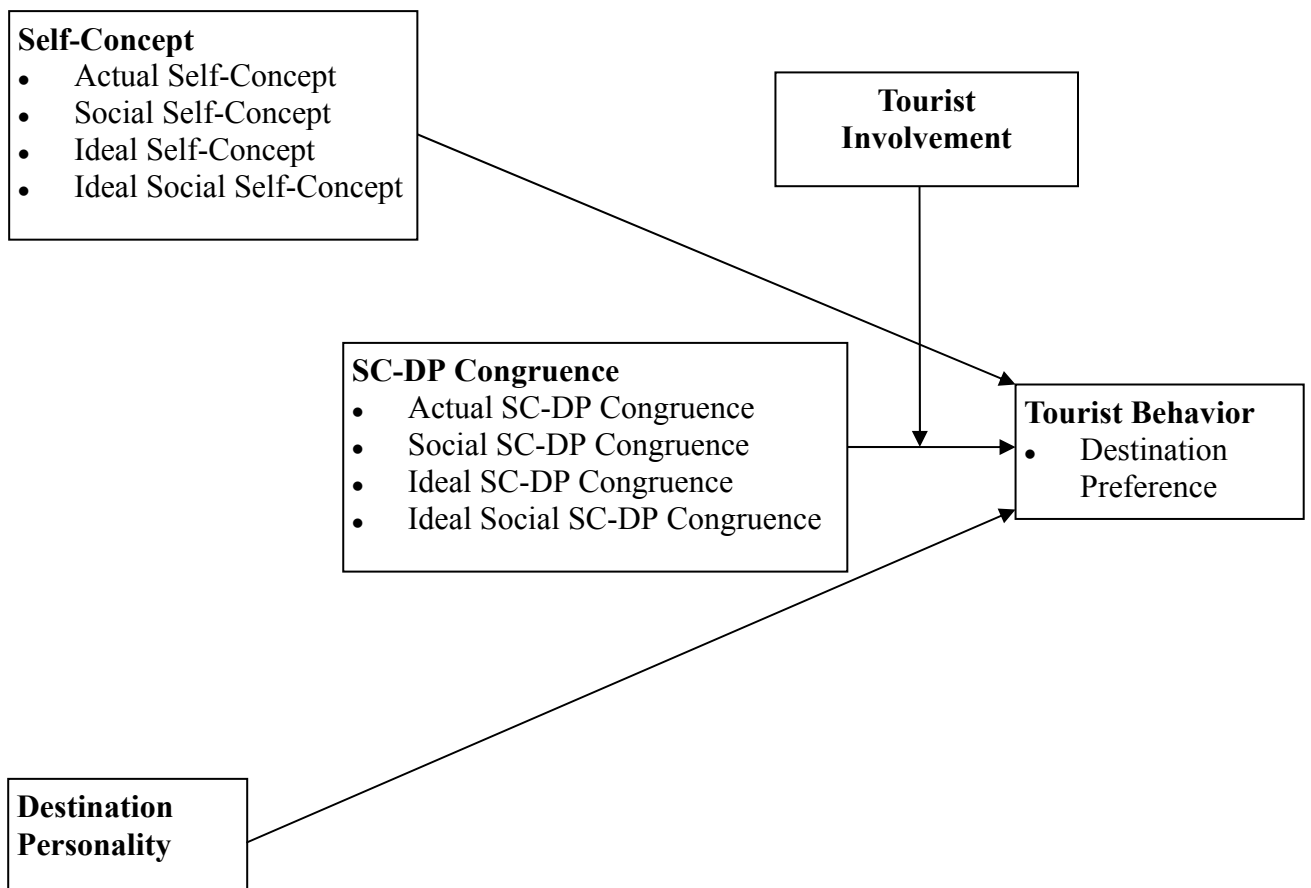 Self-Concept
• Actual Self-Concept
• Social Self-Concept
• Ideal Self-Concept
• Ideal Social Self-Concept
Tourist
Involvement
SC-DP Congruence
• Actual SC-DP Congruence
• Social SC-DP Congruence
• Ideal SC-DP Congruence
• Ideal Social SC-DP Congruence
Tourist Behavior
• Destination
Preference
Destination
Personality